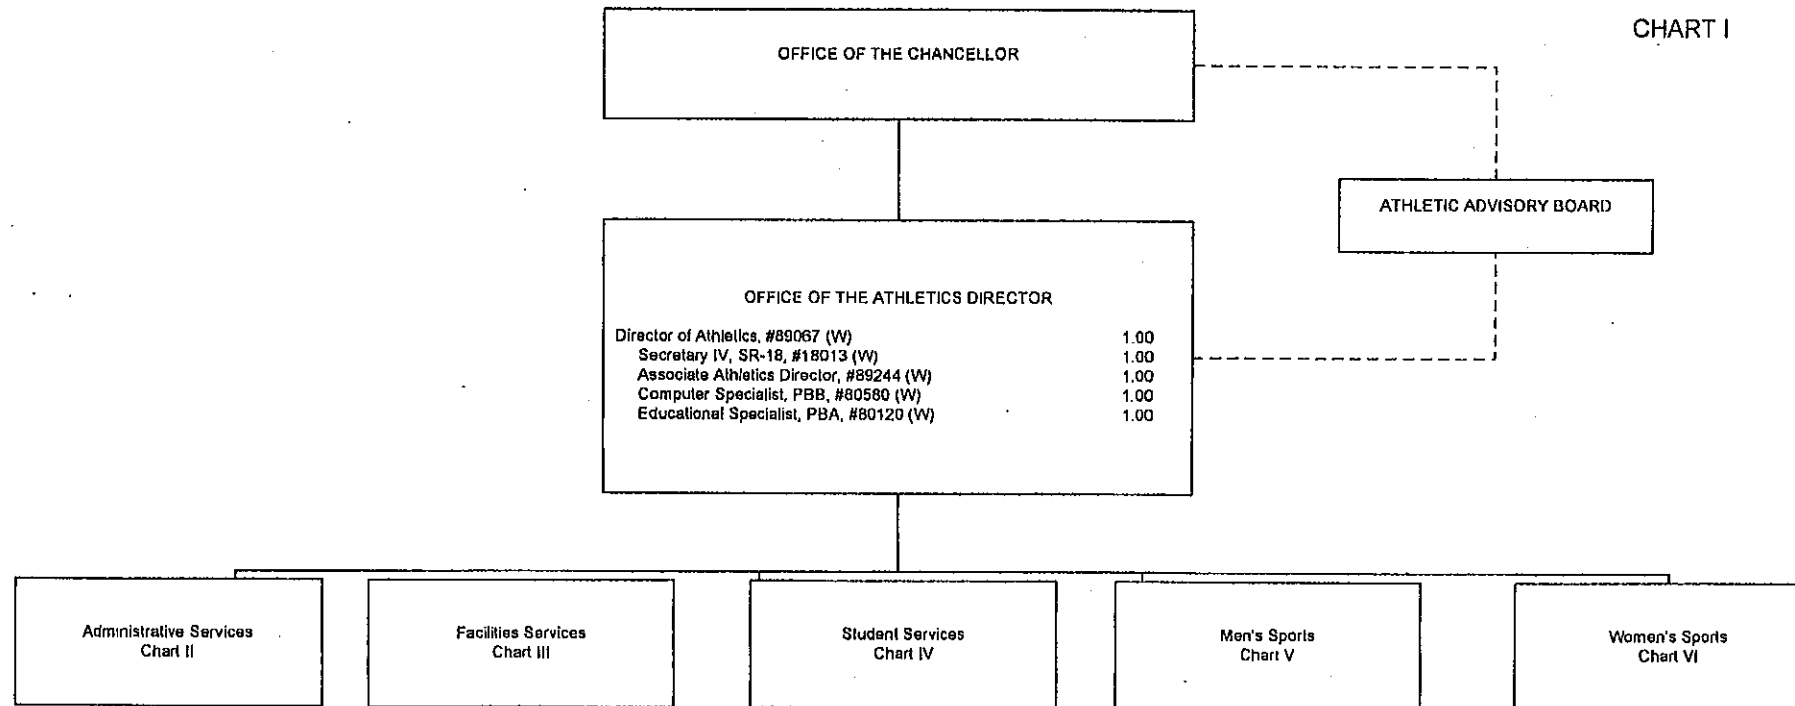 CHART I
OFFICE OF THE CHANCELLOR
ATHLETIC ADVISORY BOARD
OFFICE OF THE ATHLETICS DIRECTOR
Director of Athletics, #89067 (W) 1.00
Secretary IV, SR-18, #18013 (W) 1.00
Associate Athletics Director, #89244 (W) 1.00
Computer Specialist, PBB, #80580 (W) 1.00
Educational Specialist, PBA, #80120 (W) 1.00
Administrative Services
Chart II
Facilities Services
Chart III
Student Services
Chart IV
Men's Sports
Chart V
Women's Sports
Chart VI